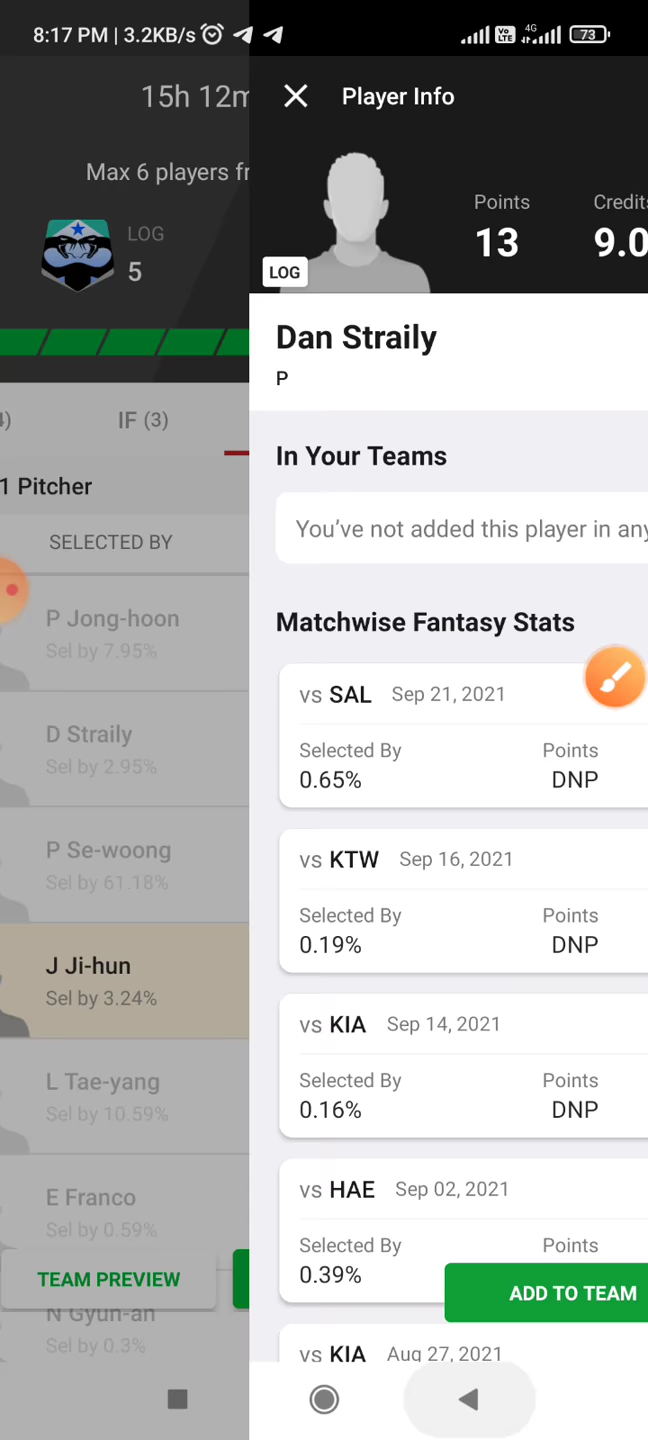 8:17 PM | 3.2KB/s
Vo LTE 4G 73
15h 12m
Max 6 players fr
LOG
5
4)
IF (3)
1 Pitcher
SELECTED BY
P Jong-hoon
Sel by 7.95%
D Straily
Sel by 2.95%
P Se-woong
Sel by 61.18%
J Ji-hun
Sel by 3.24%
L Tae-yang
Sel by 10.59%
E Franco
Sel by 0.59%
TEAM PREVIEW
N Gyun-an
Sel by 0.3%
Player Info
Points
Credits
13
9.0
LOG
Dan Straily
P
In Your Teams
You've not added this player in any
Matchwise Fantasy Stats
vs SAL Sep 21, 2021
Selected By Points
0.65% DNP
vs KTW Sep 16, 2021
Selected By Points
0.19% DNP
vs KIA Sep 14, 2021
Selected By Points
0.16% DNP
vs HAE Sep 02, 2021
Selected By Points
0.39%
ADD TO TEAM
vs KIA Aug 27, 2021